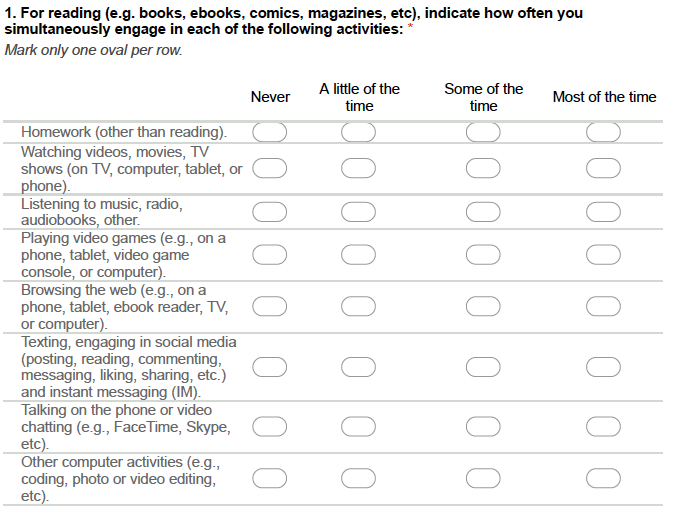 1. For reading (e.g. books, ebooks, comics, magazines, etc), indicate how often you
simultaneously engage in each of the following activities: *
Mark only one oval per row.
Never
A little of the
time
Some of the
time
Most of the time
Homework (other than reading).
Watching videos, movies, TV
shows (on TV, computer, tablet, or
phone).
Listening to music, radio,
audiobooks, other.
Playing video games (e.g., on a
phone, tablet, video game
console, or computer).
Browsing the web (e.g., on a
phone, tablet, ebook reader, TV,
or computer).
Texting, engaging in social media
(posting, reading, commenting,
messaging, liking, sharing, etc.)
and instant messaging (IM).
Talking on the phone or video
chatting (e.g., FaceTime, Skype,
etc).
Other computer activities (e.g.,
coding, photo or video editing,
etc).